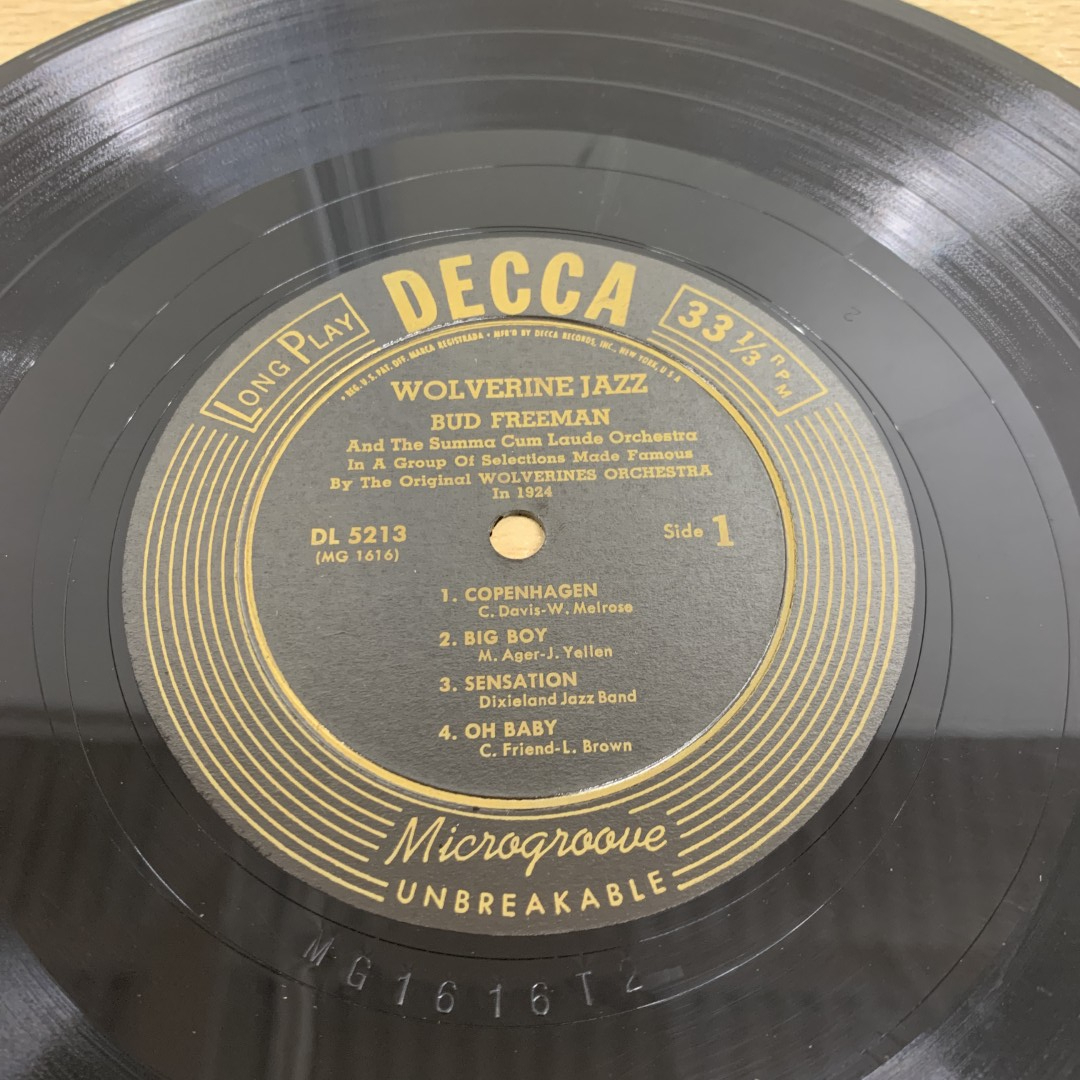 DECCA
LONG PLAY
33 1/3 RPM
• REG. U.S. PAT. OFF. MARCA REGISTRADA • MFR'D BY DECCA RECORDS, INC., NEW YORK, U.S.A
WOLVERINE JAZZ
BUD FREEMAN
And The Summa Cum Laude Orchestra
In A Group Of Selections Made Famous
By The Original WOLVERINES ORCHESTRA
In 1924
DL 5213
(MG 1616)
Side 1
1. COPENHAGEN
C. Davis-W. Melrose
2. BIG BOY
M. Ager-J. Yellen
3. SENSATION
Dixieland Jazz Band
4. OH BABY
C. Friend-L. Brown
Microgroove
UNBREAKABLE
MG1616T2
2